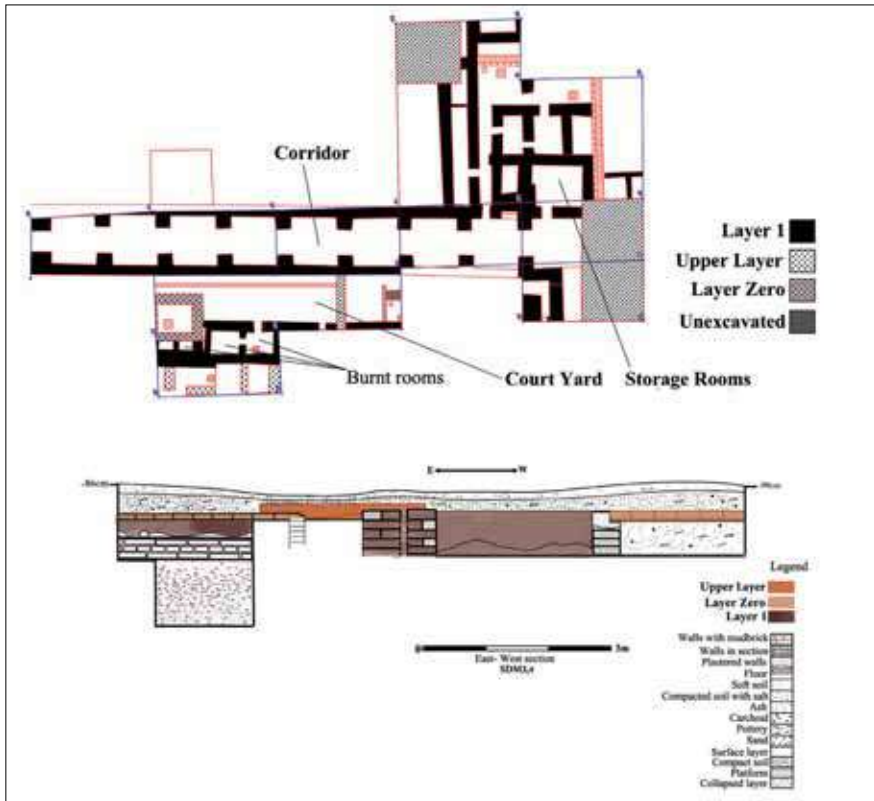 Corridor
Layer 1
Upper Layer
Layer Zero
Unexcavated
Burnt rooms
Court Yard
Storage Rooms
E W
Legend
Upper Layer
Layer Zero
Layer 1
0 3m
East- West section
Walls with mudbrick
Walls in section
Plastered walls
Floor
Soft soil
Compacted soil with salt
Ash
Carcheal
Pottery
Sand
Surface layer
Compact soil
Platform
Collapsed layer